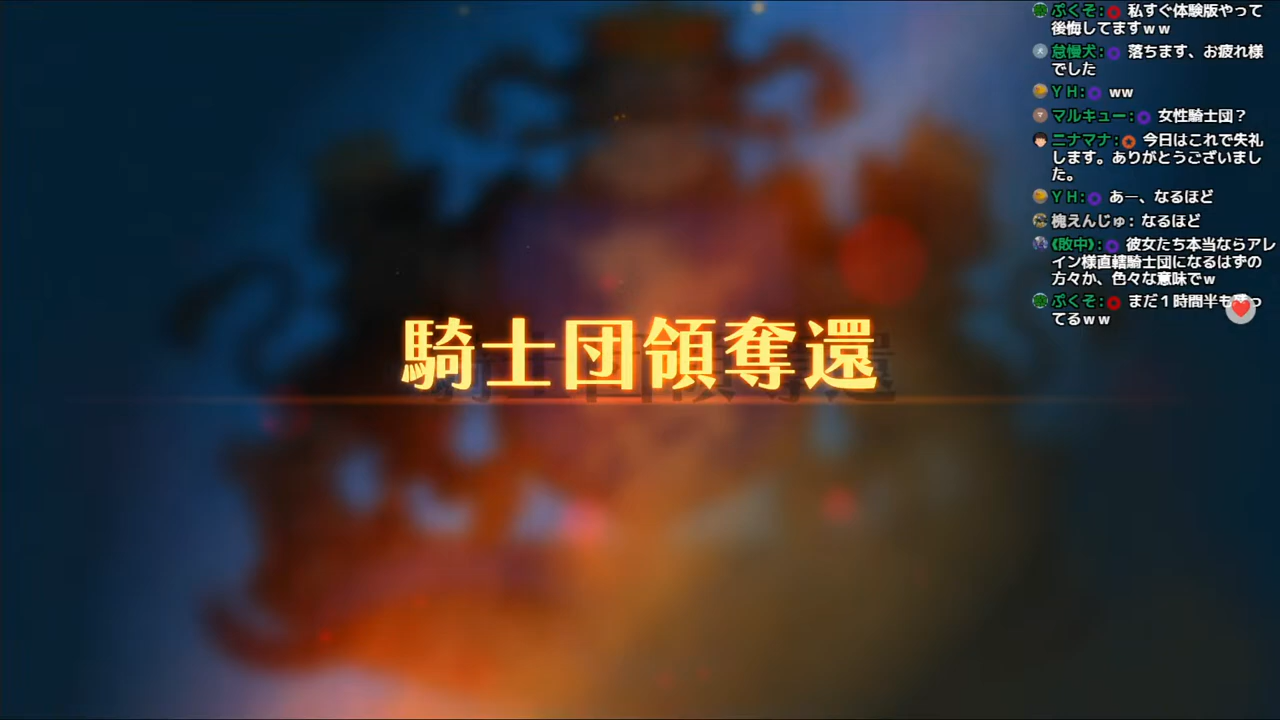 ぷくそ: 私すぐ体験版やって
後悔してますｗｗ
怠慢犬: 落ちます、お疲れ様
でした
ＹＨ: ww
マルキュー: 女性騎士団？
ニナマナ: 今日はこれで失礼
します。ありがとうございまし
た。
ＹＨ: あー、なるほど
槐えんじゅ: なるほど
《敗中》: 彼女たち本当ならアレ
イン様直轄騎士団になるはずの
方々か、色々な意味でw
ぷくそ: まだ１時間半も
てるｗｗ
騎士団領奪還